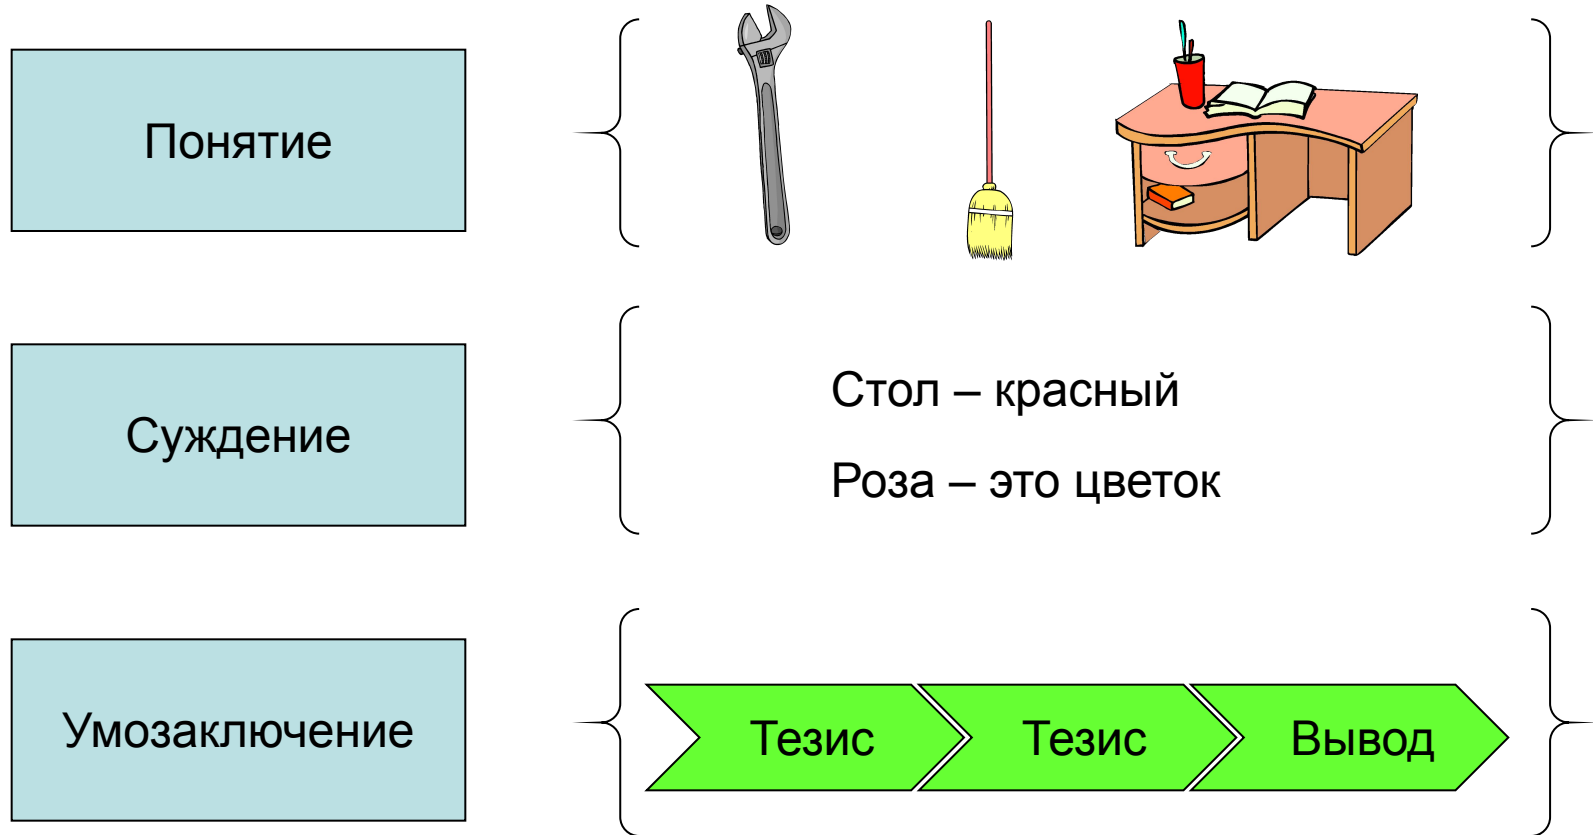 Понятие
Суждение
Стол – красный
Роза – это цветок
Умозаключение
Тезис
Тезис
Вывод